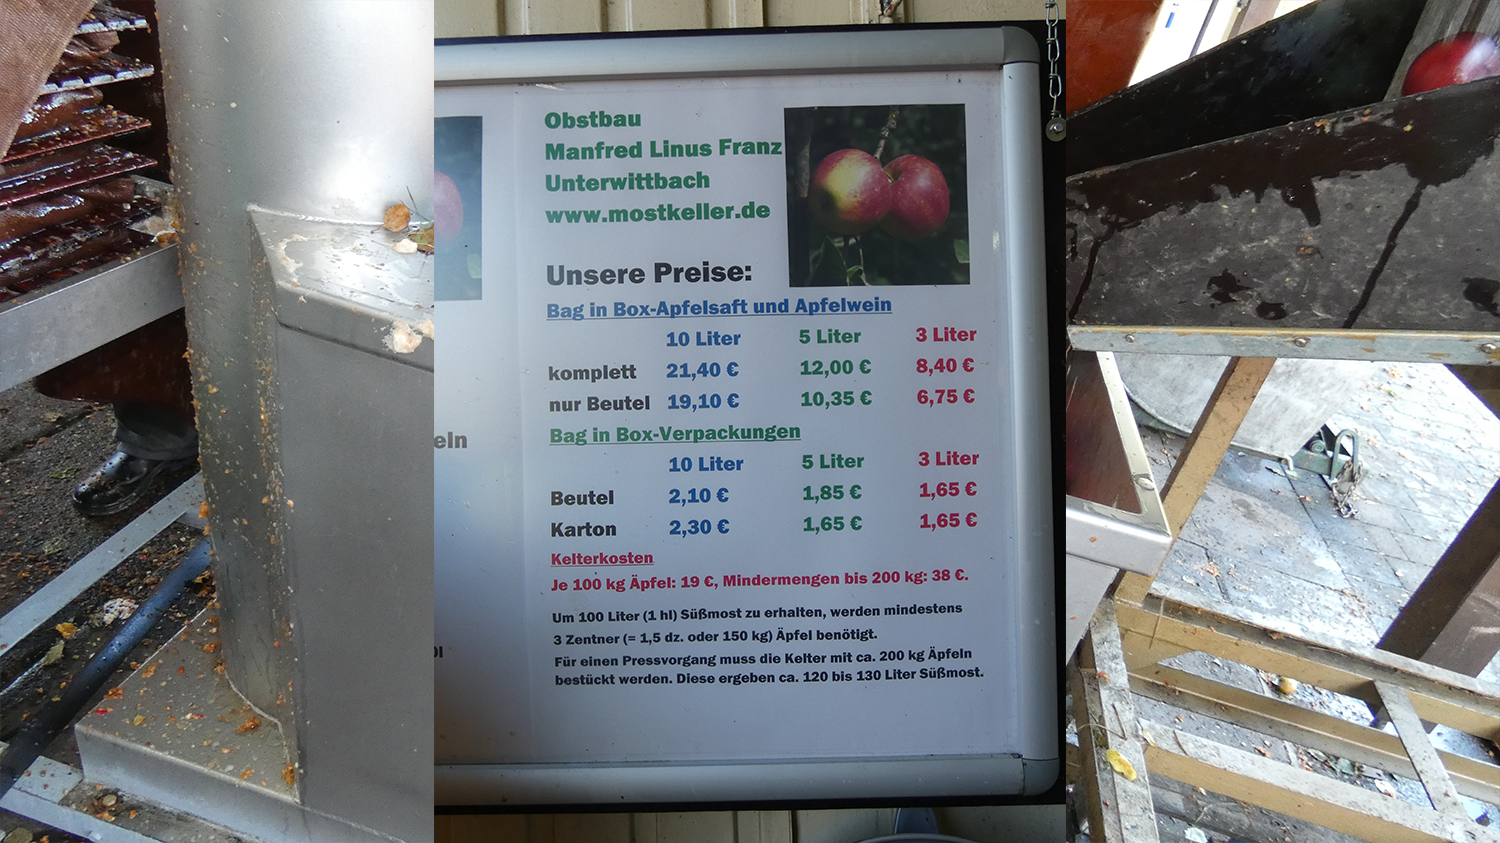 Obstbau
Manfred Linus Franz
Unterwittbach
www.mostkeller.de
Unsere Preise:
Bag in Box-Apfelsaft und Apfelwein
10 Liter 5 Liter 3 Liter
komplett 21,40 € 12,00 € 8,40 €
nur Beutel 19,10 € 10,35 € 6,75 €
Bag in Box-Verpackungen
10 Liter 5 Liter 3 Liter
Beutel 2,10 € 1,85 € 1,65 €
Karton 2,30 € 1,65 € 1,65 €
Kelterkosten
Je 100 kg Äpfel: 19 €, Mindermengen bis 200 kg: 38 €.
Um 100 Liter (1 hl) Süßmost zu erhalten, werden mindestens
3 Zentner (= 1,5 dz. oder 150 kg) Äpfel benötigt.
Für einen Pressvorgang muss die Kelter mit ca. 200 kg Äpfeln
bestückt werden. Diese ergeben ca. 120 bis 130 Liter Süßmost.